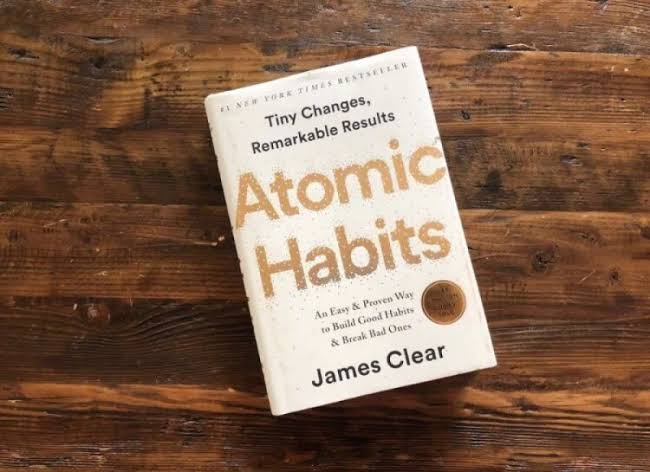 #1 NEW YORK TIMES BESTSELLER
Tiny Changes,
Remarkable Results
Atomic
Habits
An Easy & Proven Way
to Build Good Habits
& Break Bad Ones
James Clear